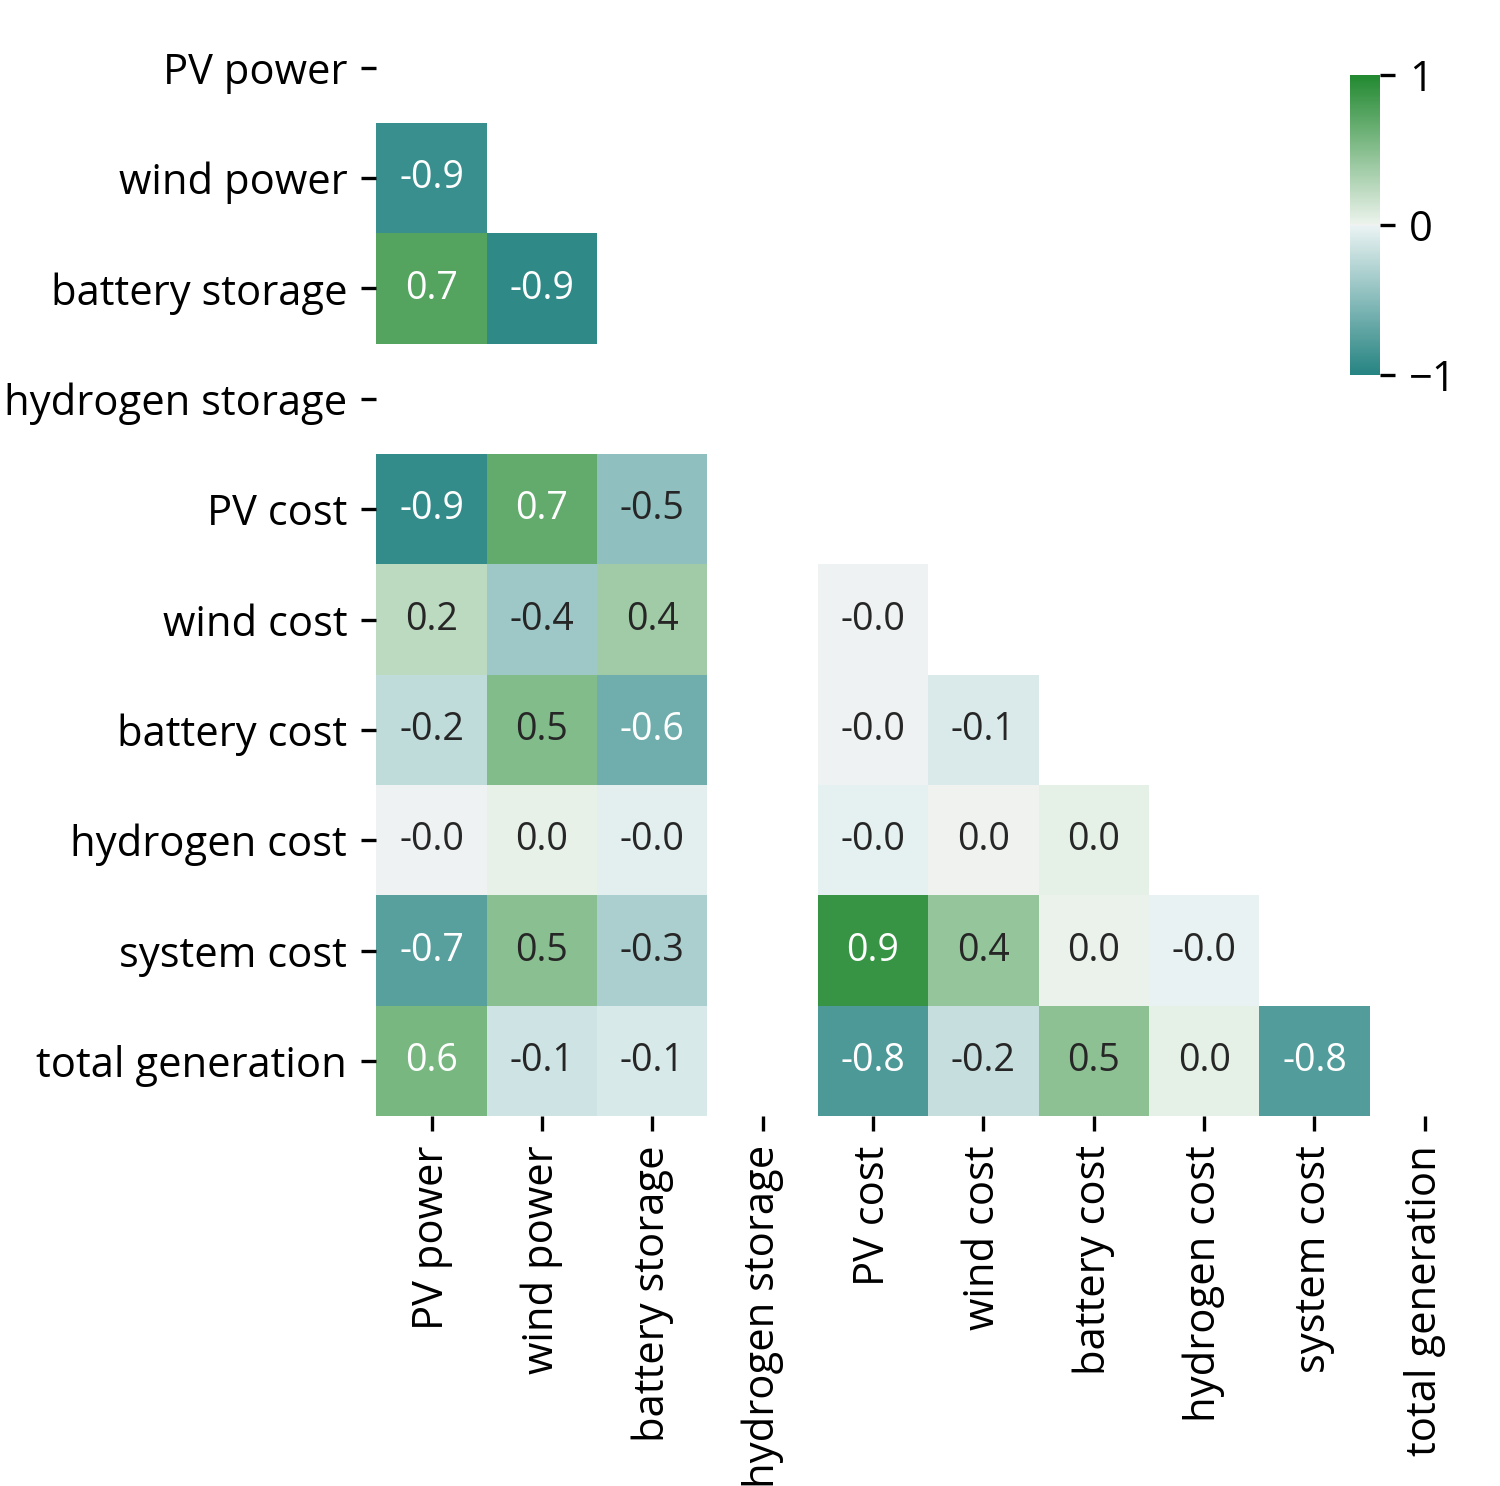 PV power
1
wind power -0.9
0
battery storage 0.7 -0.9
−1
hydrogen storage
PV cost -0.9 0.7 -0.5
wind cost 0.2 -0.4 0.4 -0.0
battery cost -0.2 0.5 -0.6 -0.0 -0.1
hydrogen cost -0.0 0.0 -0.0 -0.0 0.0 0.0
system cost -0.7 0.5 -0.3 0.9 0.4 0.0 -0.0
total generation 0.6 -0.1 -0.1 -0.8 -0.2 0.5 0.0 -0.8
PV power
wind power
battery storage
hydrogen storage
PV cost
wind cost
battery cost
hydrogen cost
system cost
total generation